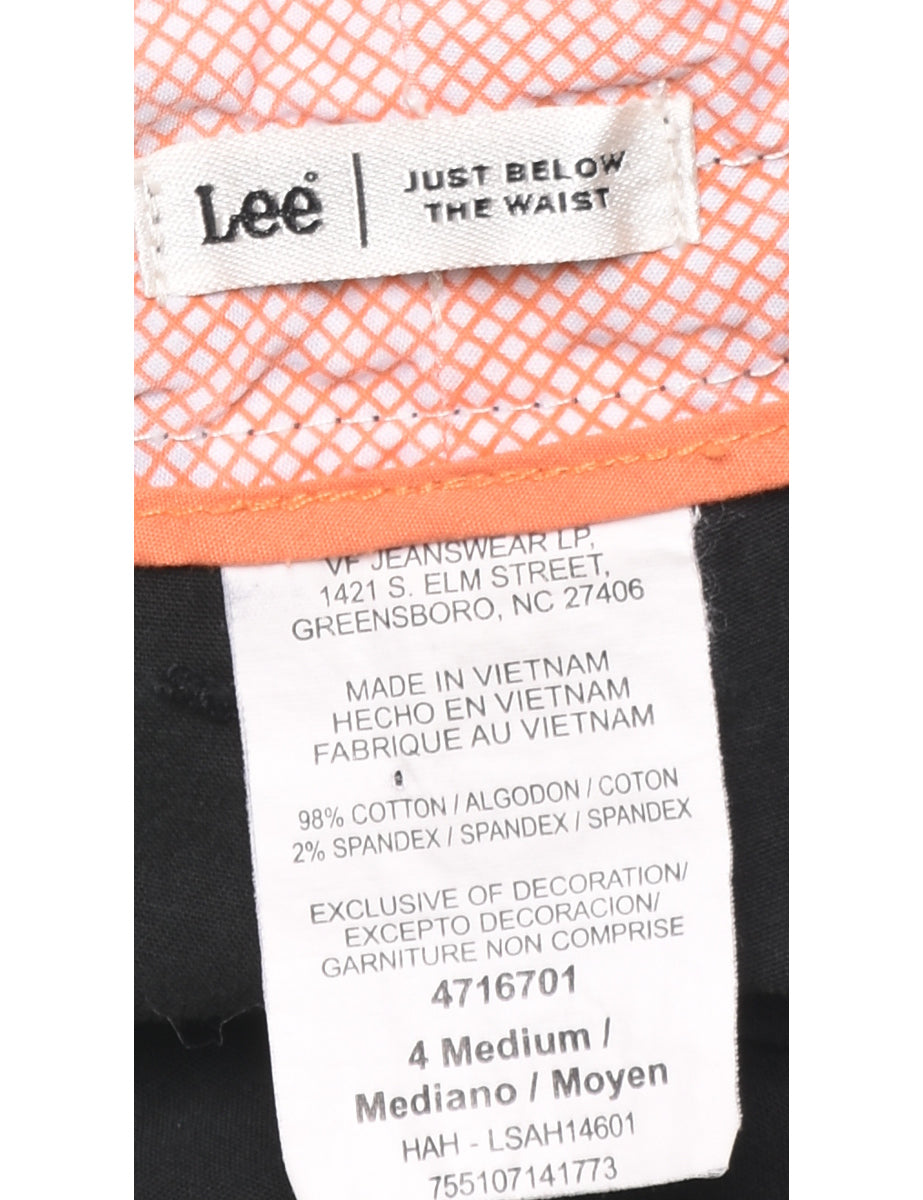 Lee®
JUST BELOW
THE WAIST
VF JEANSWEAR LP,
1421 S. ELM STREET,
GREENSBORO, NC 27406
MADE IN VIETNAM
HECHO EN VIETNAM
FABRIQUE AU VIETNAM
98% COTTON / ALGODON / COTON
2% SPANDEX / SPANDEX / SPANDEX
EXCLUSIVE OF DECORATION/
EXCEPTO DECORACION/
GARNITURE NON COMPRISE
4716701
4 Medium /
Mediano / Moyen
HAH - LSAH14601
755107141773